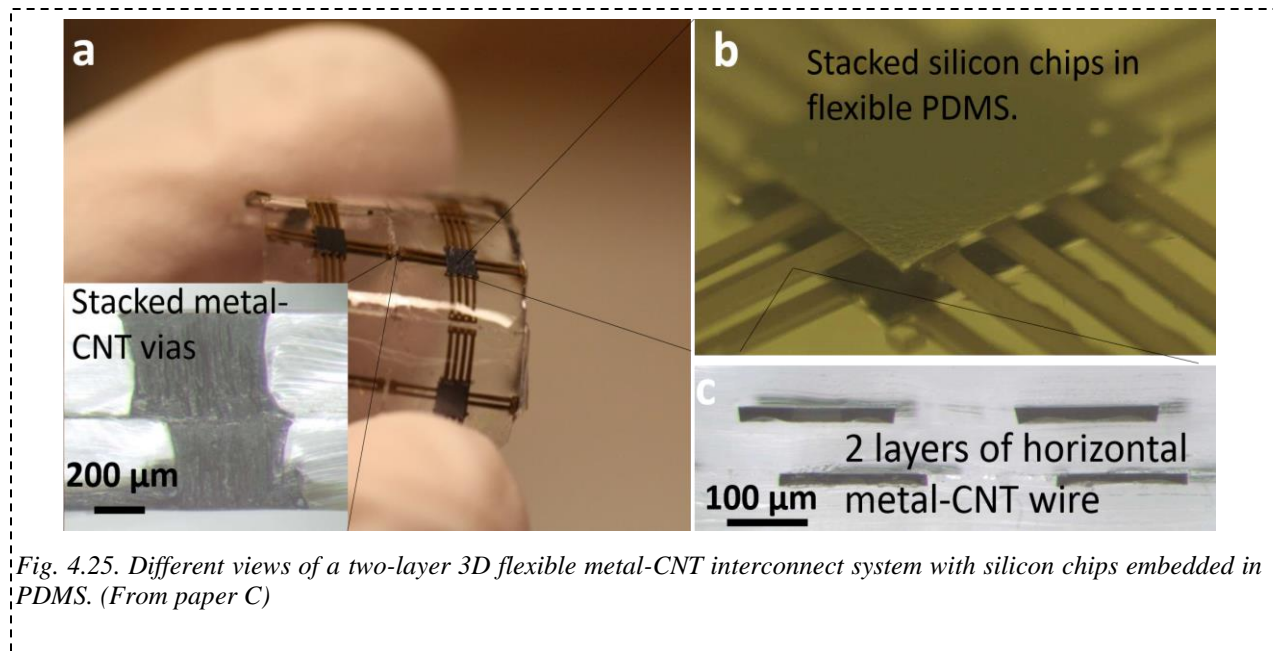 a
Stacked metal-
CNT vias
200 μm
b
Stacked silicon chips in
flexible PDMS.
c
2 layers of horizontal
metal-CNT wire
100 μm
Fig. 4.25. Different views of a two-layer 3D flexible metal-CNT interconnect system with silicon chips embedded in
PDMS. (From paper C)